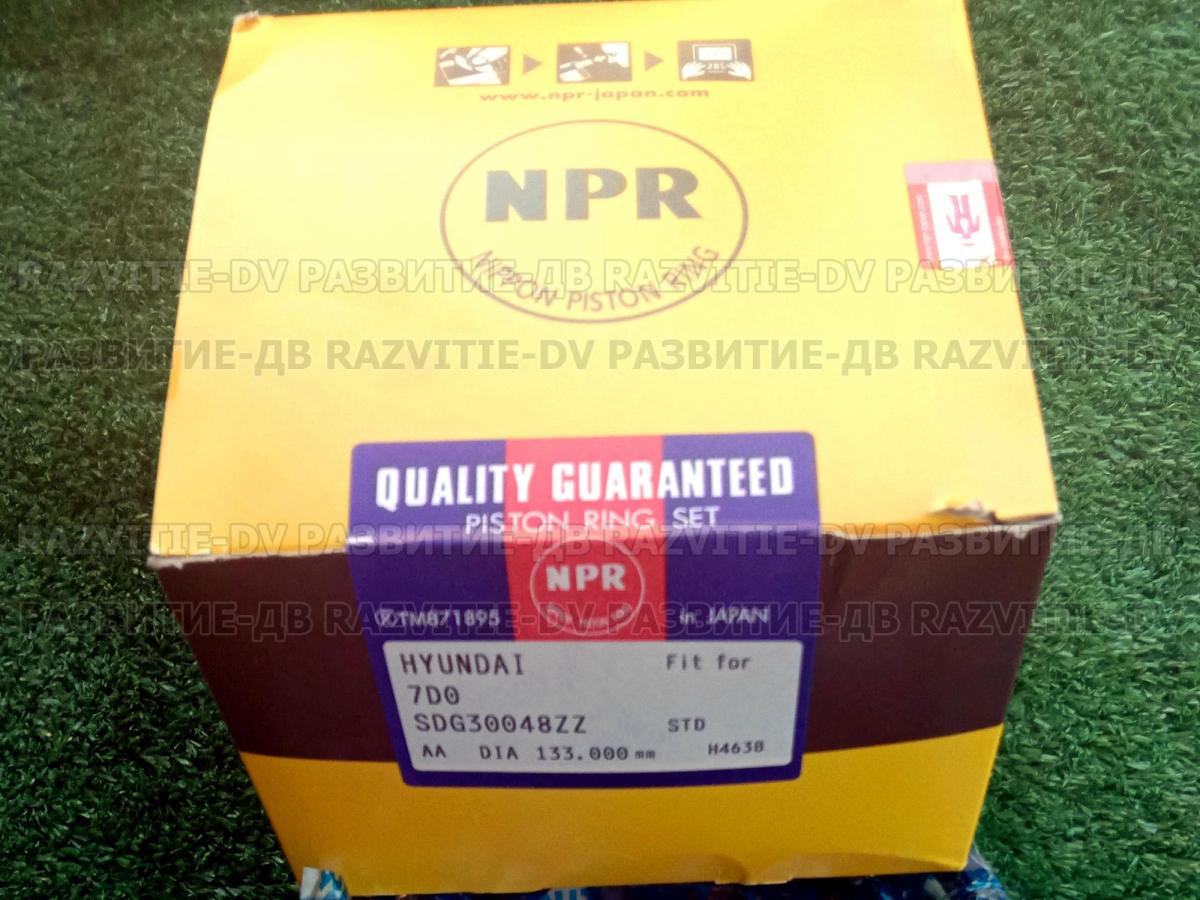 www.npr-japan.com
NPR
NIPPON PISTON RING
RAZVITIE-DV РАЗВИТИЕ-ДВ RAZVITIE-DV РАЗВИТИЕ-ДВ
РАЗВИТИЕ-ДВ RAZVITIE-DV РАЗВИТИЕ-ДВ RAZVITIE-DV
QUALITY GUARANTEED
PISTON RING SET
RAZVITIE-DV РАЗВИТИЕ-ДВ RAZVITIE-DV РАЗВИТИЕ-ДВ
NPR
TM871895
in JAPAN
РАЗВИТИЕ-ДВ RAZVITIE-DV РАЗВИТИЕ-ДВ RAZVITIE-DV
HYUNDAI Fit for
7D0
SDG30048ZZ STD
AA DIA 133.000 mm H463B